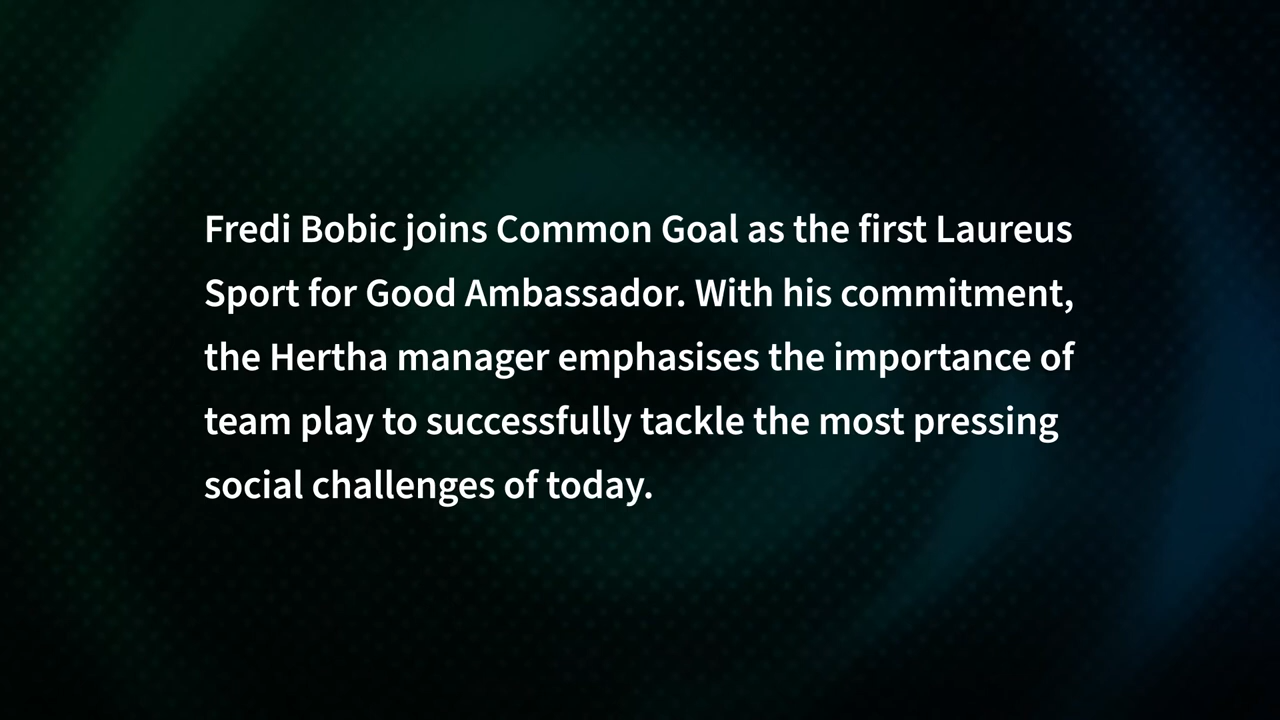 Fredi Bobic joins Common Goal as the first Laureus
Sport for Good Ambassador. With his commitment,
the Hertha manager emphasises the importance of
team play to successfully tackle the most pressing
social challenges of today.